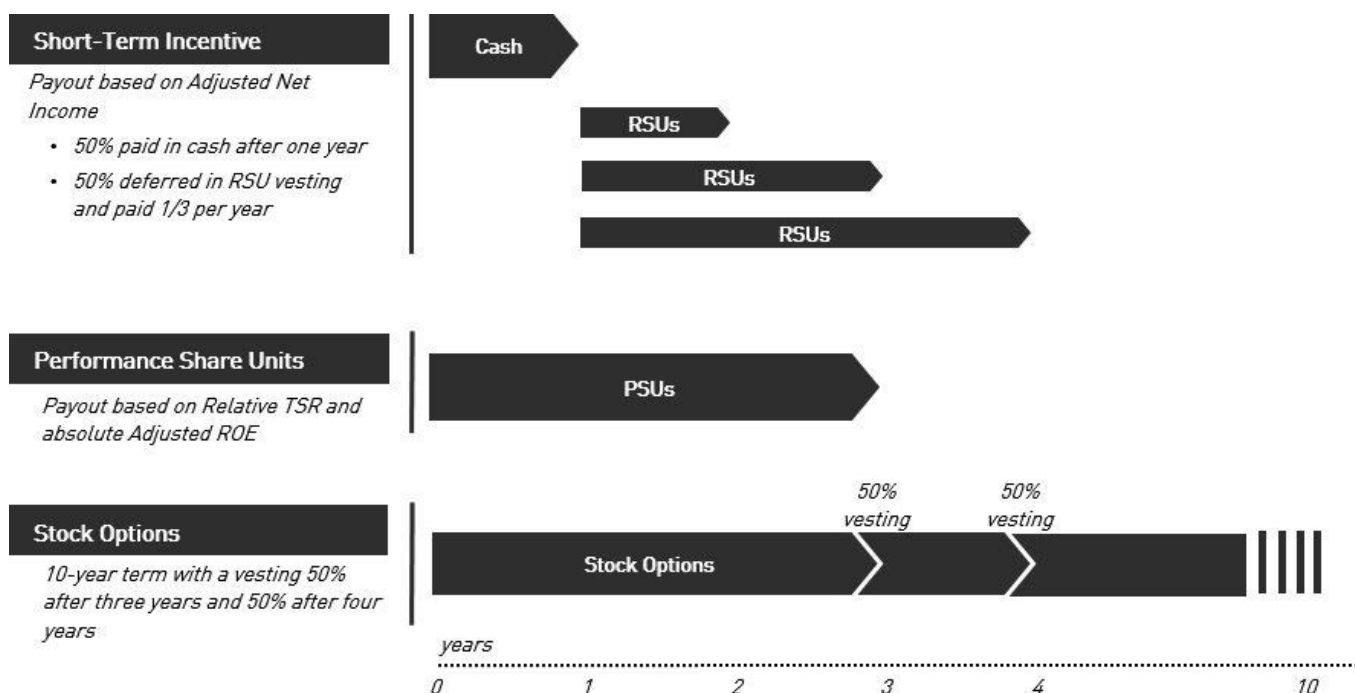 Short-Term Incentive
Payout based on Adjusted Net
Income
• 50% paid in cash after one year
• 50% deferred in RSU vesting
and paid 1/3 per year
Cash
RSUs
RSUs
RSUs
Performance Share Units
Payout based on Relative TSR and
absolute Adjusted ROE
PSUs
Stock Options
10-year term with a vesting 50%
after three years and 50% after four
years
50%
vesting
50%
vesting
Stock Options
years
0 1 2 3 4 10